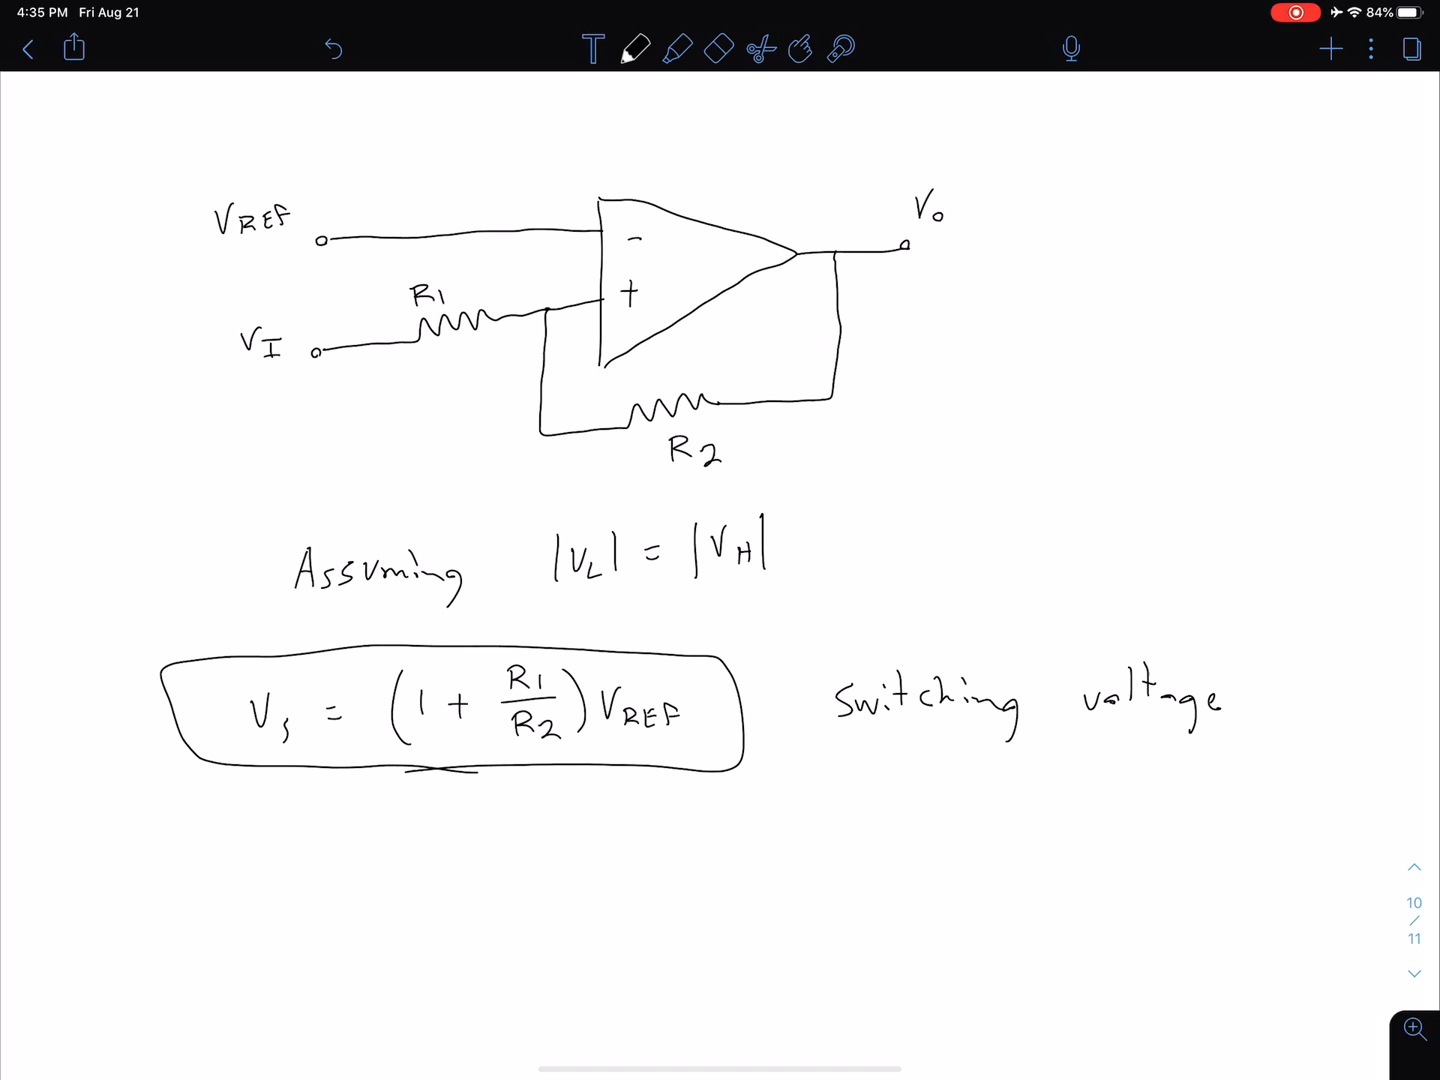 4:35 PM Fri Aug 21 84%
VREF
Vo
-
R1
+
VI
R2
Assuming |VL| = |VH|
Vs = (1 + R1/R2) VREF switching voltage
10
/
11